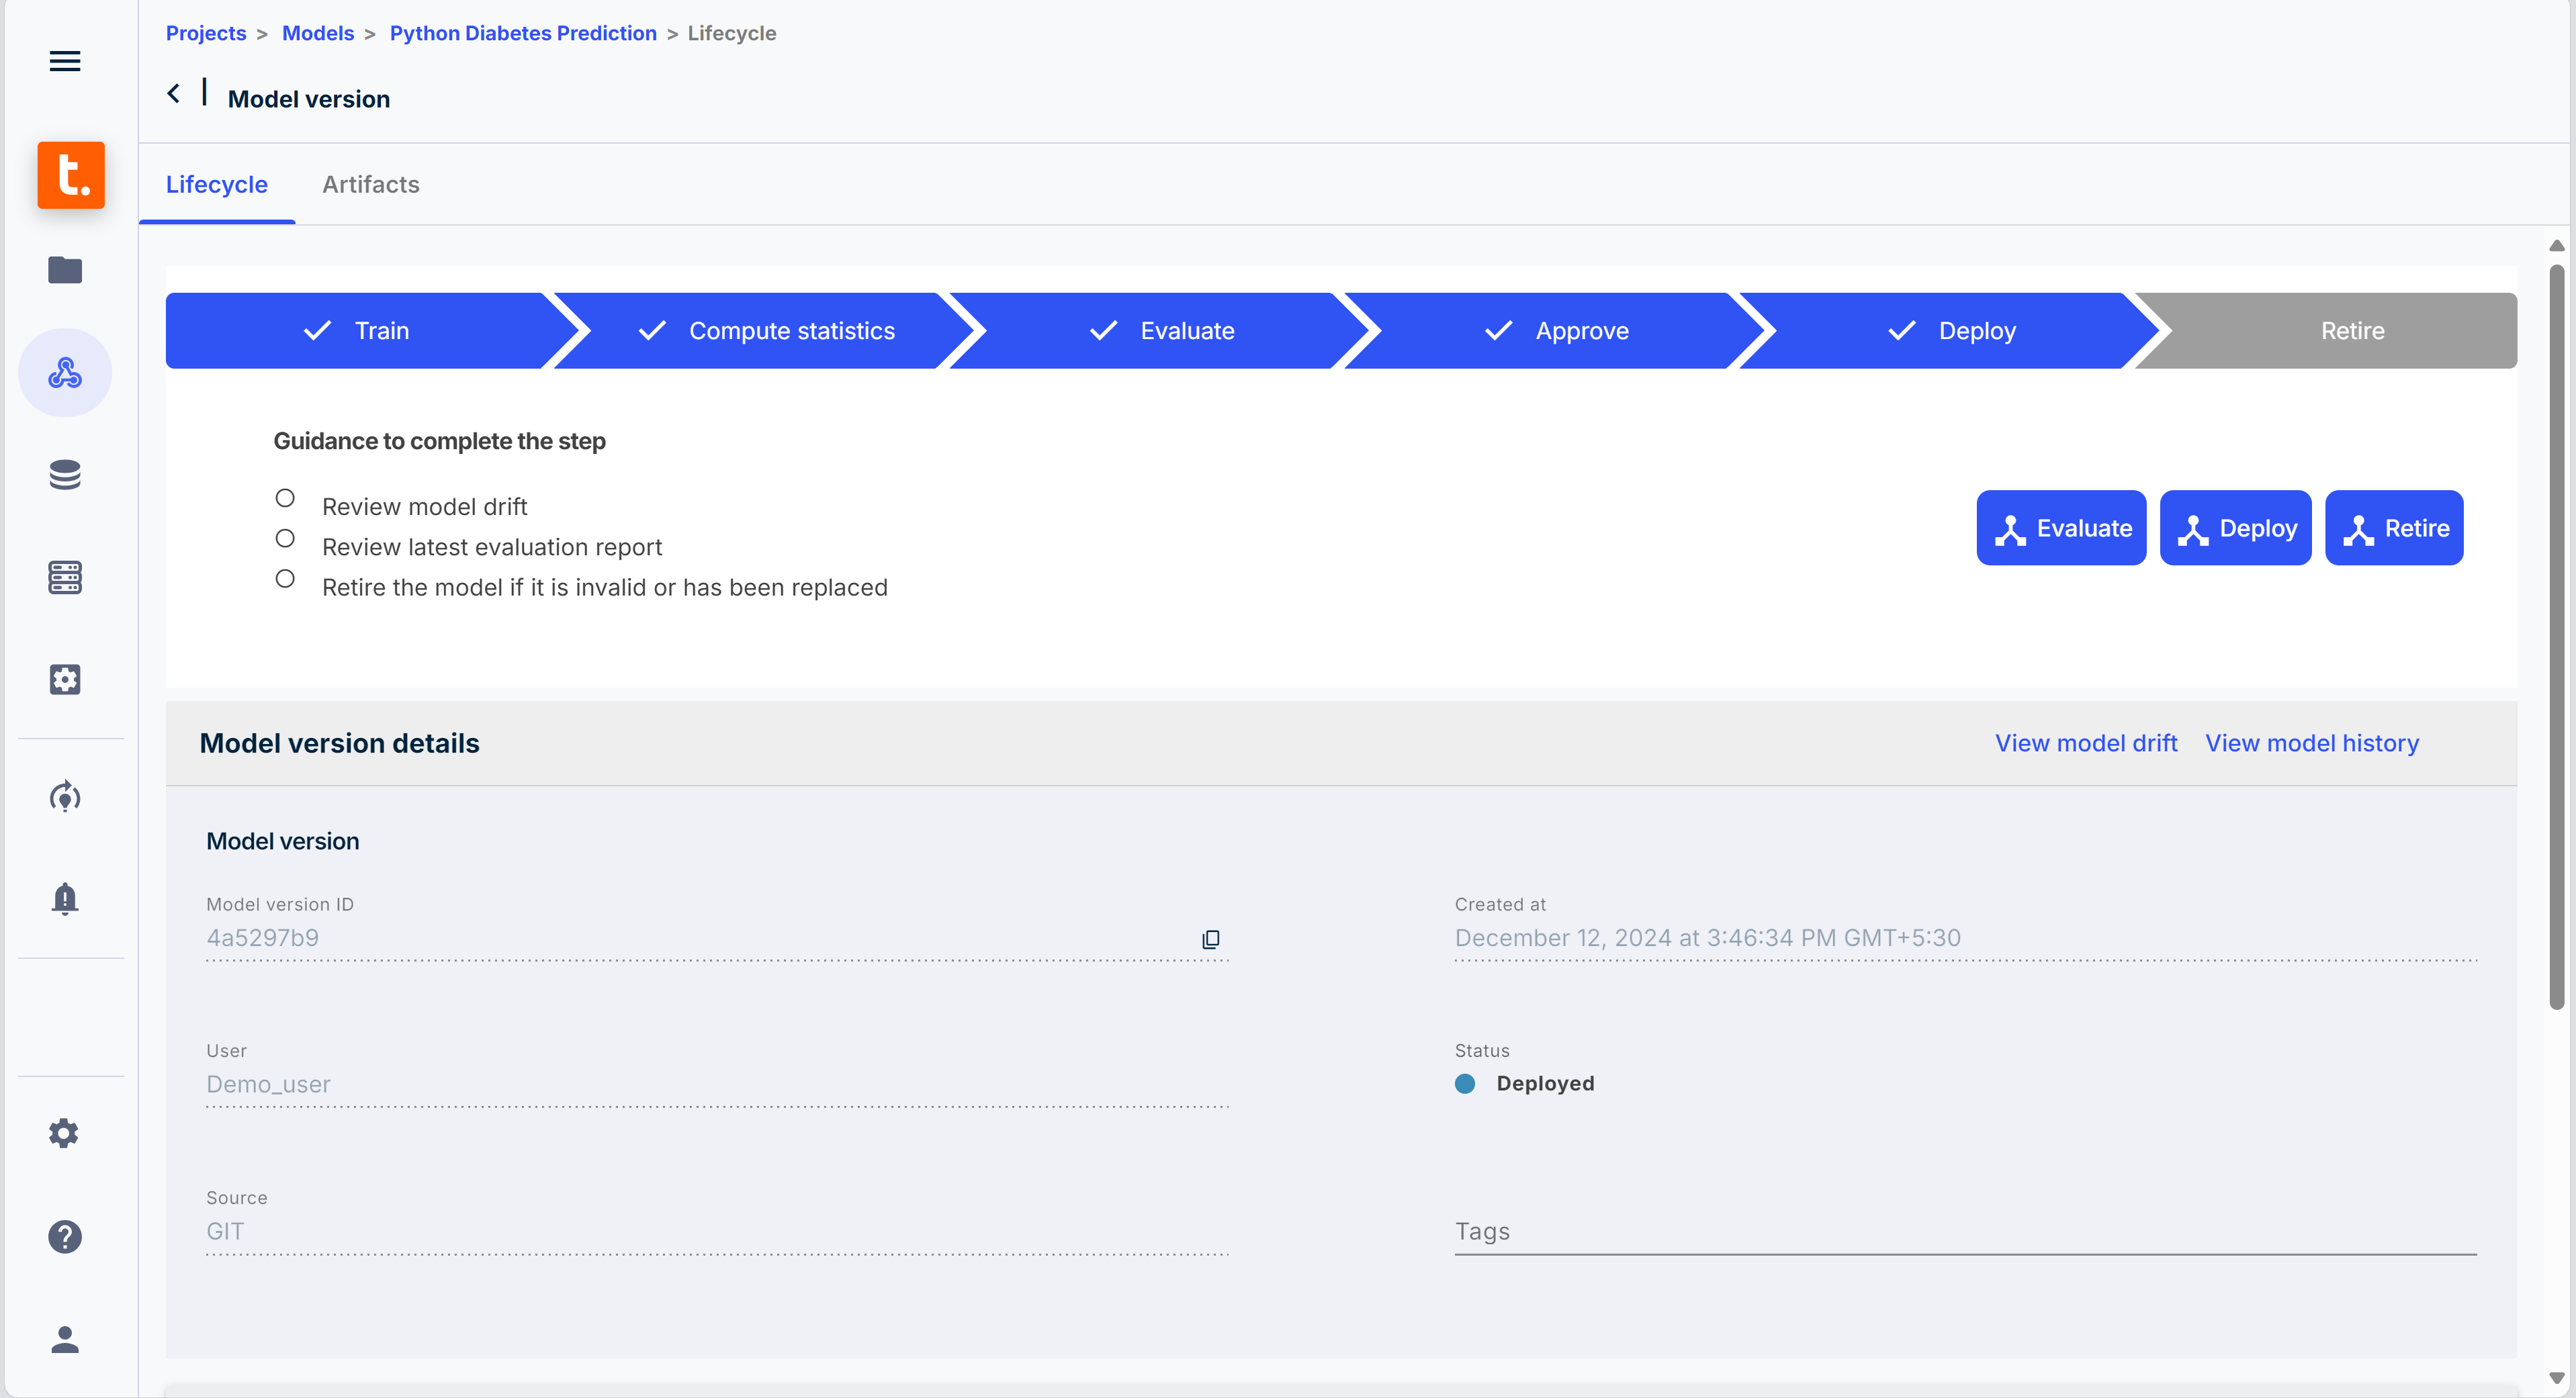 Projects > Models > Python Diabetes Prediction > Lifecycle
Model version
t.
Lifecycle Artifacts
Train Compute statistics Evaluate Approve Deploy Retire
Guidance to complete the step
Review model drift
Review latest evaluation report
Retire the model if it is invalid or has been replaced
Evaluate Deploy Retire
Model version details View model drift View model history
Model version
Model version ID Created at
4a5297b9 December 12, 2024 at 3:46:34 PM GMT+5:30
User Status
Demo_user Deployed
Source
GIT Tags